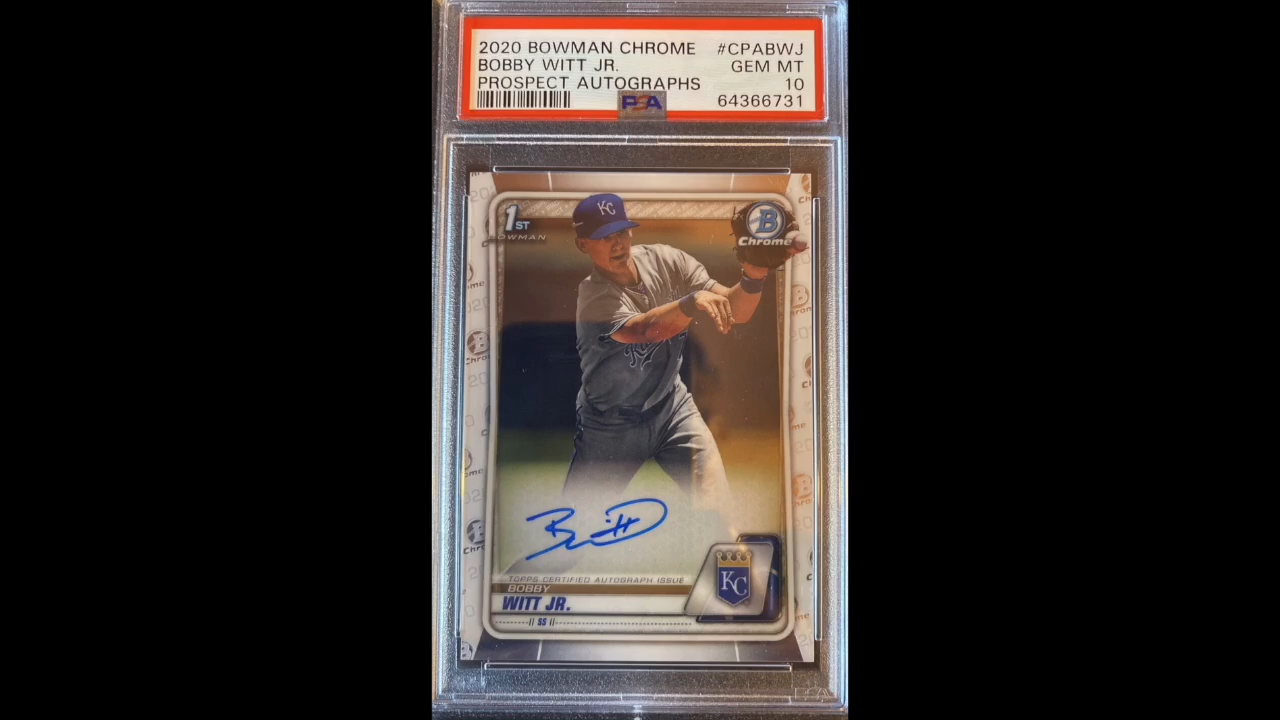 2020 BOWMAN CHROME #CPABWJ
BOBBY WITT JR. GEM MT
PROSPECT AUTOGRAPHS 10
PSA 64366731
1ST
BOWMAN
B
Chrome
KC
TOPPS CERTIFIED AUTOGRAPH ISSUE
BOBBY
WITT JR.
KC
SS